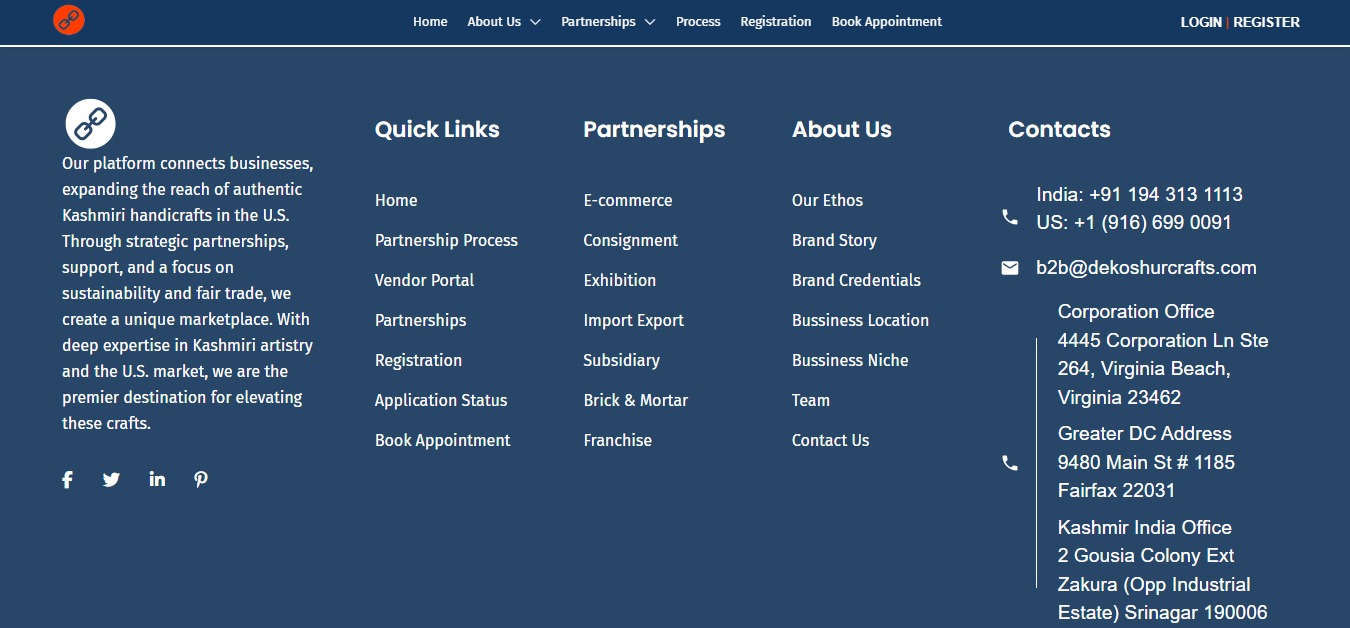 Home About Us Partnerships Process Registration Book Appointment LOGIN | REGISTER
Our platform connects businesses,
expanding the reach of authentic
Kashmiri handicrafts in the U.S.
Through strategic partnerships,
support, and a focus on
sustainability and fair trade, we
create a unique marketplace. With
deep expertise in Kashmiri artistry
and the U.S. market, we are the
premier destination for elevating
these crafts.
Quick Links
Home
Partnership Process
Vendor Portal
Partnerships
Registration
Application Status
Book Appointment
Partnerships
E-commerce
Consignment
Exhibition
Import Export
Subsidiary
Brick & Mortar
Franchise
About Us
Our Ethos
Brand Story
Brand Credentials
Bussiness Location
Bussiness Niche
Team
Contact Us
Contacts
India: +91 194 313 1113
US: +1 (916) 699 0091
b2b@dekoshurcrafts.com
Corporation Office
4445 Corporation Ln Ste
264, Virginia Beach,
Virginia 23462
Greater DC Address
9480 Main St # 1185
Fairfax 22031
Kashmir India Office
2 Gousia Colony Ext
Zakura (Opp Industrial
Estate) Srinagar 190006